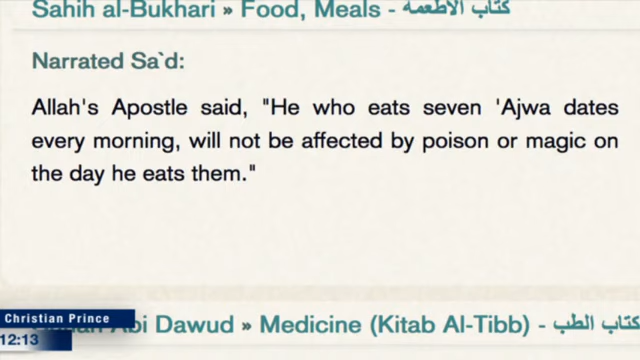 Sahih al-Bukhari » Food, Meals - كتاب الأطعمة
Narrated Sa`d:
Allah's Apostle said, "He who eats seven 'Ajwa dates
every morning, will not be affected by poison or magic on
the day he eats them."
Christian Prince
Abi Dawud » Medicine (Kitab Al-Tibb) - كتاب الطب
12:13